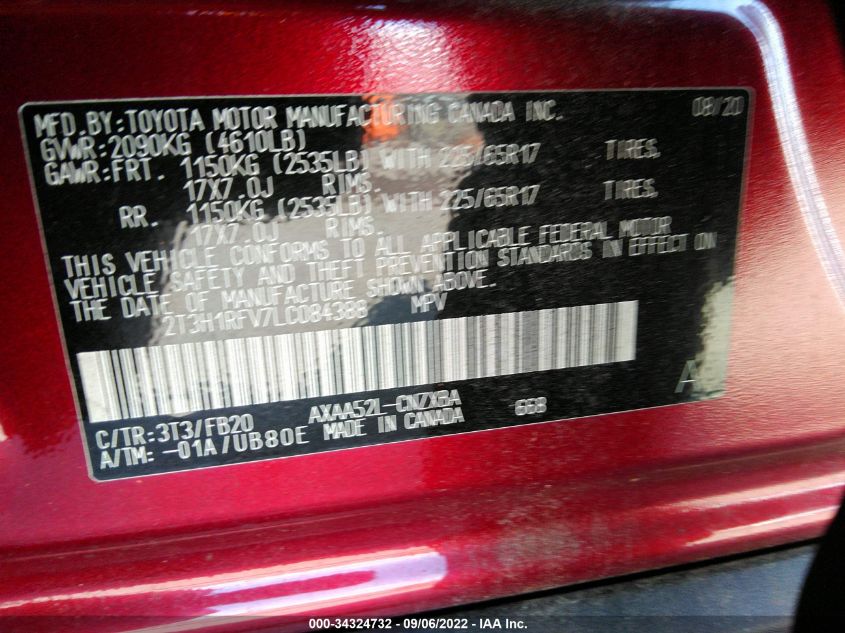 MFD.BY:TOYOTA MOTOR MANUFACTURING CANADA INC. 08/20
GVWR:2090KG (4610LB)
GAWR:FRT. 1150KG (2535LB) WITH 225/65R17 TIRES.
17X7.0J RIMS.
RR. 1150KG (2535LB) WITH 225/65R17 TIRES.
17X7.0J RIMS.
THIS VEHICLE CONFORMS TO ALL APPLICABLE FEDERAL MOTOR
VEHICLE SAFETY AND THEFT PREVENTION STANDARDS IN EFFECT ON
THE DATE OF MANUFACTURE SHOWN ABOVE.
2T3H1RFV7LC084388 MPV
C/TR:3T3/FB20 AXAA52L-CNZXBA 668
A/TM: -01A/UB80E MADE IN CANADA
000-34324732 - 09/06/2022 - IAA Inc.